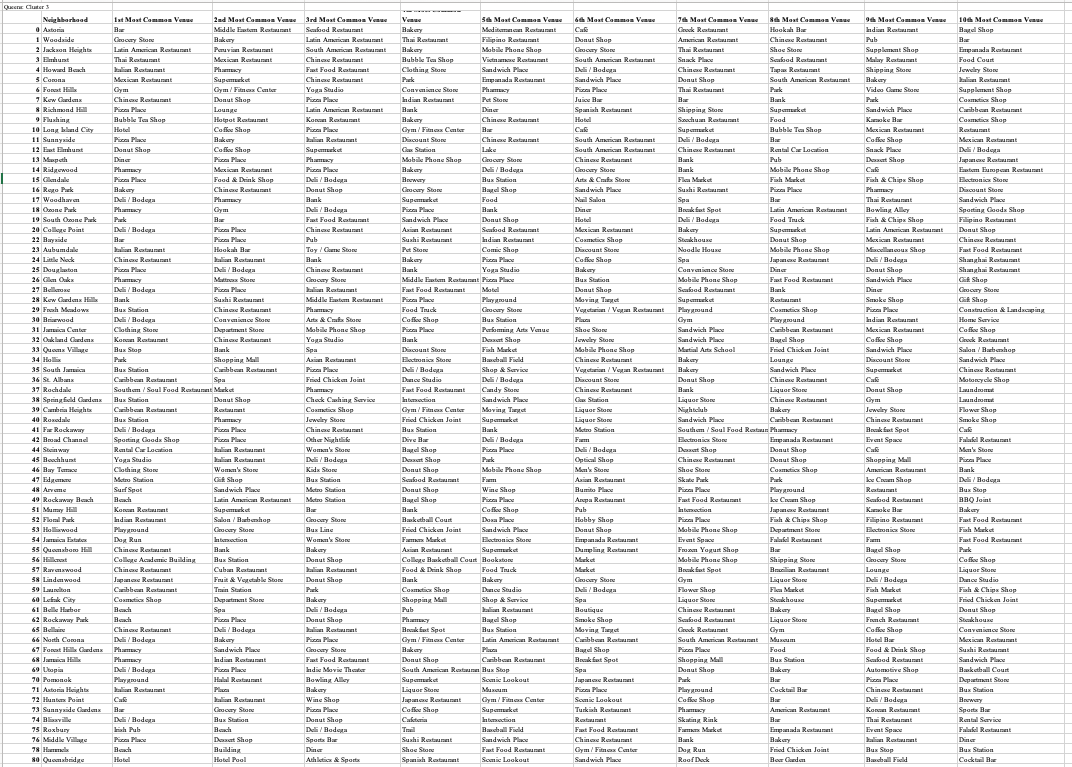 Queens: Cluster 3
Neighborhood 1st Most Common Venue 2nd Most Common Venue 3rd Most Common Venue Venue 5th Most Common Venue 6th Most Common Venue 7th Most Common Venue 8th Most Common Venue 9th Most Common Venue 10th Most Common Venue
0 Astoria Bar Middle Eastern Restaurant Seafood Restaurant Bakery Mediterranean Restaurant Café Greek Restaurant Hookah Bar Indian Restaurant Bagel Shop
1 Woodside Grocery Store Bakery Latin American Restaurant Thai Restaurant Filipino Restaurant Donut Shop American Restaurant Chinese Restaurant Pub Bar
2 Jackson Heights Latin American Restaurant Peruvian Restaurant South American Restaurant Bakery Mobile Phone Shop Grocery Store Thai Restaurant Shoe Store Supplement Shop Empanada Restaurant
3 Elmhurst Thai Restaurant Mexican Restaurant Chinese Restaurant Bubble Tea Shop Vietnamese Restaurant South American Restaurant Snack Place Seafood Restaurant Malay Restaurant Food Court
4 Howard Beach Italian Restaurant Pharmacy Fast Food Restaurant Clothing Store Sandwich Place Deli / Bodega Chinese Restaurant Tapas Restaurant Shipping Store Jewelry Store
5 Corona Mexican Restaurant Supermarket Chinese Restaurant Park Empanada Restaurant Sandwich Place Donut Shop South American Restaurant Bakery Italian Restaurant
6 Forest Hills Gym Gym / Fitness Center Yoga Studio Convenience Store Pharmacy Pizza Place Thai Restaurant Park Video Game Store Supplement Shop
7 Kew Gardens Chinese Restaurant Donut Shop Pizza Place Indian Restaurant Pet Store Juice Bar Bar Bank Park Cosmetics Shop
8 Richmond Hill Pizza Place Lounge Latin American Restaurant Bank Diner Spanish Restaurant Shipping Store Supermarket Sandwich Place Caribbean Restaurant
9 Flushing Bubble Tea Shop Hotpot Restaurant Korean Restaurant Bakery Chinese Restaurant Hotel Szechuan Restaurant Food Karaoke Bar Cosmetics Shop
10 Long Island City Hotel Coffee Shop Pizza Place Gym / Fitness Center Bar Café Supermarket Bubble Tea Shop Mexican Restaurant Restaurant
11 Sunnyside Pizza Place Bakery Italian Restaurant Discount Store Chinese Restaurant South American Restaurant Deli / Bodega Bar Coffee Shop Mexican Restaurant
12 East Elmhurst Donut Shop Coffee Shop Supermarket Gas Station Lake South American Restaurant Chinese Restaurant Rental Car Location Snack Place Deli / Bodega
13 Maspeth Diner Pizza Place Pharmacy Mobile Phone Shop Grocery Store Chinese Restaurant Bank Pub Dessert Shop Japanese Restaurant
14 Ridgewood Pharmacy Mexican Restaurant Pizza Place Bakery Deli / Bodega Grocery Store Bank Mobile Phone Shop Café Eastern European Restaurant
15 Glendale Pizza Place Food & Drink Shop Deli / Bodega Brewery Bus Station Arts & Crafts Store Flea Market Fish Market Fish & Chips Shop Electronics Store
16 Rego Park Bakery Chinese Restaurant Donut Shop Grocery Store Bagel Shop Sandwich Place Sushi Restaurant Pizza Place Pharmacy Discount Store
17 Woodhaven Deli / Bodega Pharmacy Bank Supermarket Food Nail Salon Spa Bar Thai Restaurant Sandwich Place
18 Ozone Park Pharmacy Gym Deli / Bodega Pizza Place Bank Diner Breakfast Spot Latin American Restaurant Bowling Alley Sporting Goods Shop
19 South Ozone Park Park Bar Fast Food Restaurant Sandwich Place Donut Shop Hotel Deli / Bodega Food Truck Fish & Chips Shop Filipino Restaurant
20 College Point Deli / Bodega Pizza Place Chinese Restaurant Asian Restaurant Seafood Restaurant Mexican Restaurant Bakery Supermarket Latin American Restaurant Donut Shop
22 Bayside Bar Pizza Place Pub Sushi Restaurant Indian Restaurant Cosmetics Shop Steakhouse Donut Shop Mexican Restaurant Chinese Restaurant
23 Auburndale Italian Restaurant Hookah Bar Toy / Game Store Pet Store Comic Shop Discount Store Noodle House Mobile Phone Shop Miscellaneous Shop Fast Food Restaurant
24 Little Neck Chinese Restaurant Italian Restaurant Bank Bakery Pizza Place Coffee Shop Spa Japanese Restaurant Deli / Bodega Shanghai Restaurant
25 Douglaston Pizza Place Deli / Bodega Chinese Restaurant Bank Yoga Studio Bakery Convenience Store Diner Donut Shop Shanghai Restaurant
26 Glen Oaks Pharmacy Mattress Store Grocery Store Middle Eastern Restaurant Pizza Place Bus Station Mobile Phone Shop Fast Food Restaurant Sandwich Place Gift Shop
27 Bellerose Deli / Bodega Pizza Place Italian Restaurant Fast Food Restaurant Motel Donut Shop Seafood Restaurant Bank Diner Grocery Store
28 Kew Gardens Hills Bank Sushi Restaurant Middle Eastern Restaurant Pizza Place Playground Moving Target Supermarket Restaurant Smoke Shop Gift Shop
29 Fresh Meadows Bus Station Chinese Restaurant Pharmacy Food Truck Grocery Store Vegetarian / Vegan Restaurant Playground Cosmetics Shop Pizza Place Construction & Landscaping
30 Briarwood Deli / Bodega Convenience Store Arts & Crafts Store Coffee Shop Bus Station Plaza Gym Playground Indian Restaurant Home Service
31 Jamaica Center Clothing Store Department Store Mobile Phone Shop Pizza Place Performing Arts Venue Shoe Store Sandwich Place Caribbean Restaurant Mexican Restaurant Coffee Shop
32 Oakland Gardens Korean Restaurant Chinese Restaurant Yoga Studio Bank Dessert Shop Jewelry Store Sandwich Place Bagel Shop Coffee Shop Greek Restaurant
33 Queens Village Bus Stop Bank Spa Discount Store Fish Market Mobile Phone Shop Martial Arts School Fried Chicken Joint Sandwich Place Salon / Barbershop
34 Hollis Park Shopping Mall Asian Restaurant Electronics Store Baseball Field Chinese Restaurant Bakery Lounge Discount Store Sandwich Place
35 South Jamaica Bus Station Caribbean Restaurant Pizza Place Deli / Bodega Shop & Service Vegetarian / Vegan Restaurant Bakery Sandwich Place Supermarket Chinese Restaurant
36 St. Albans Caribbean Restaurant Spa Fried Chicken Joint Dance Studio Deli / Bodega Discount Store Donut Shop Chinese Restaurant Café Motorcycle Shop
37 Rochdale Southern / Soul Food Restaurant Market Pharmacy Fast Food Restaurant Candy Store Chinese Restaurant Bank Liquor Store Donut Shop Laundromat
38 Springfield Gardens Bus Station Donut Shop Check Cashing Service Intersection Sandwich Place Gas Station Liquor Store Chinese Restaurant Gym Laundromat
39 Cambria Heights Caribbean Restaurant Restaurant Cosmetics Shop Gym / Fitness Center Moving Target Liquor Store Nightclub Bakery Jewelry Store Flower Shop
40 Rosedale Bus Station Pharmacy Jewelry Store Fried Chicken Joint Supermarket Liquor Store Sandwich Place Caribbean Restaurant Chinese Restaurant Smoke Shop
41 Far Rockaway Deli / Bodega Pizza Place Chinese Restaurant Bus Station Bank Metro Station Southern / Soul Food Restaur Pharmacy Breakfast Spot Café
42 Broad Channel Sporting Goods Shop Pizza Place Other Nightlife Dive Bar Deli / Bodega Farm Electronics Store Empanada Restaurant Event Space Falafel Restaurant
44 Steinway Rental Car Location Italian Restaurant Women's Store Bagel Shop Pizza Place Deli / Bodega Dessert Shop Donut Shop Café Men's Store
45 Beechhurst Yoga Studio Italian Restaurant Deli / Bodega Dessert Shop Park Optical Shop Chinese Restaurant Donut Shop Shopping Mall Pizza Place
46 Bay Terrace Clothing Store Women's Store Kids Store Donut Shop Mobile Phone Shop Men's Store Shoe Store Cosmetics Shop American Restaurant Bank
47 Edgemere Metro Station Gift Shop Bus Station Seafood Restaurant Farm Asian Restaurant Skate Park Park Ice Cream Shop Deli / Bodega
48 Arverne Surf Spot Sandwich Place Metro Station Donut Shop Wine Shop Burrito Place Pizza Place Playground Restaurant Bus Stop
49 Rockaway Beach Beach Latin American Restaurant Metro Station Bagel Shop Pizza Place Arepa Restaurant Fast Food Restaurant Ice Cream Shop Seafood Restaurant BBQ Joint
51 Murray Hill Korean Restaurant Supermarket Bar Bank Coffee Shop Pub Intersection Japanese Restaurant Karaoke Bar Bakery
52 Floral Park Indian Restaurant Salon / Barbershop Grocery Store Basketball Court Dosa Place Hobby Shop Pizza Place Fish & Chips Shop Filipino Restaurant Fast Food Restaurant
53 Holliswood Playground Grocery Store Bus Line Fried Chicken Joint Sandwich Place Donut Shop Mobile Phone Shop Department Store Electronics Store Fish Market
54 Jamaica Estates Dog Run Intersection Women's Store Farmers Market Electronics Store Empanada Restaurant Event Space Falafel Restaurant Farm Fast Food Restaurant
55 Queensboro Hill Chinese Restaurant Bank Bakery Asian Restaurant Supermarket Dumpling Restaurant Frozen Yogurt Shop Bar Bagel Shop Park
56 Hillcrest College Academic Building Bus Station Donut Shop College Basketball Court Bookstore Market Mobile Phone Shop Shipping Store Grocery Store Coffee Shop
57 Ravenswood Chinese Restaurant Cuban Restaurant Italian Restaurant Food & Drink Shop Food Truck Market Breakfast Spot Brazilian Restaurant Lounge Liquor Store
58 Lindenwood Japanese Restaurant Fruit & Vegetable Store Donut Shop Bank Bakery Grocery Store Gym Liquor Store Deli / Bodega Dance Studio
59 Laurelton Caribbean Restaurant Train Station Park Cosmetics Shop Dance Studio Deli / Bodega Flower Shop Flea Market Fish Market Fish & Chips Shop
60 Lefrak City Cosmetics Shop Department Store Bakery Shopping Mall Shop & Service Spa Liquor Store Steakhouse Supermarket Fried Chicken Joint
61 Belle Harbor Beach Spa Deli / Bodega Pub Italian Restaurant Boutique Chinese Restaurant Bakery Bagel Shop Donut Shop
62 Rockaway Park Beach Pizza Place Donut Shop Pharmacy Bagel Shop Smoke Shop Seafood Restaurant Liquor Store French Restaurant Steakhouse
65 Bellaire Chinese Restaurant Deli / Bodega Italian Restaurant Breakfast Spot Bus Station Moving Target Greek Restaurant Gym Coffee Shop Convenience Store
66 North Corona Deli / Bodega Bakery Pizza Place Gym / Fitness Center Latin American Restaurant Caribbean Restaurant South American Restaurant Museum Hotel Bar Mexican Restaurant
67 Forest Hills Gardens Pharmacy Sandwich Place Grocery Store Bakery Plaza Bagel Shop Pizza Place Food Food & Drink Shop Sushi Restaurant
68 Jamaica Hills Pharmacy Indian Restaurant Fast Food Restaurant Donut Shop Caribbean Restaurant Breakfast Spot Shopping Mall Bus Station Seafood Restaurant Sandwich Place
69 Utopia Deli / Bodega Pizza Place Indie Movie Theater South American Restauran Bus Stop Spa Donut Shop Bakery Automotive Shop Basketball Court
70 Pomonok Playground Halal Restaurant Bowling Alley Supermarket Scenic Lookout Japanese Restaurant Park Bar Pizza Place Department Store
71 Astoria Heights Italian Restaurant Plaza Bakery Liquor Store Museum Pizza Place Playground Cocktail Bar Chinese Restaurant Bus Station
72 Hunters Point Café Italian Restaurant Wine Shop Japanese Restaurant Gym / Fitness Center Scenic Lookout Coffee Shop Bar Deli / Bodega Brewery
73 Sunnyside Gardens Bar Grocery Store Pizza Place Coffee Shop Supermarket Turkish Restaurant Pharmacy American Restaurant Korean Restaurant Sports Bar
74 Blissville Deli / Bodega Bus Station Donut Shop Cafeteria Intersection Restaurant Skating Rink Bar Thai Restaurant Rental Service
75 Roxbury Irish Pub Beach Deli / Bodega Trail Baseball Field Fast Food Restaurant Farmers Market Empanada Restaurant Event Space Falafel Restaurant
76 Middle Village Pizza Place Dessert Shop Sports Bar Sushi Restaurant Sandwich Place Chinese Restaurant Bank Bakery Italian Restaurant Diner
78 Hammels Beach Building Diner Shoe Store Fast Food Restaurant Gym / Fitness Center Dog Run Fried Chicken Joint Bus Stop Bus Station
80 Queensbridge Hotel Hotel Pool Athletics & Sports Spanish Restaurant Scenic Lookout Sandwich Place Roof Deck Beer Garden Baseball Field Cocktail Bar